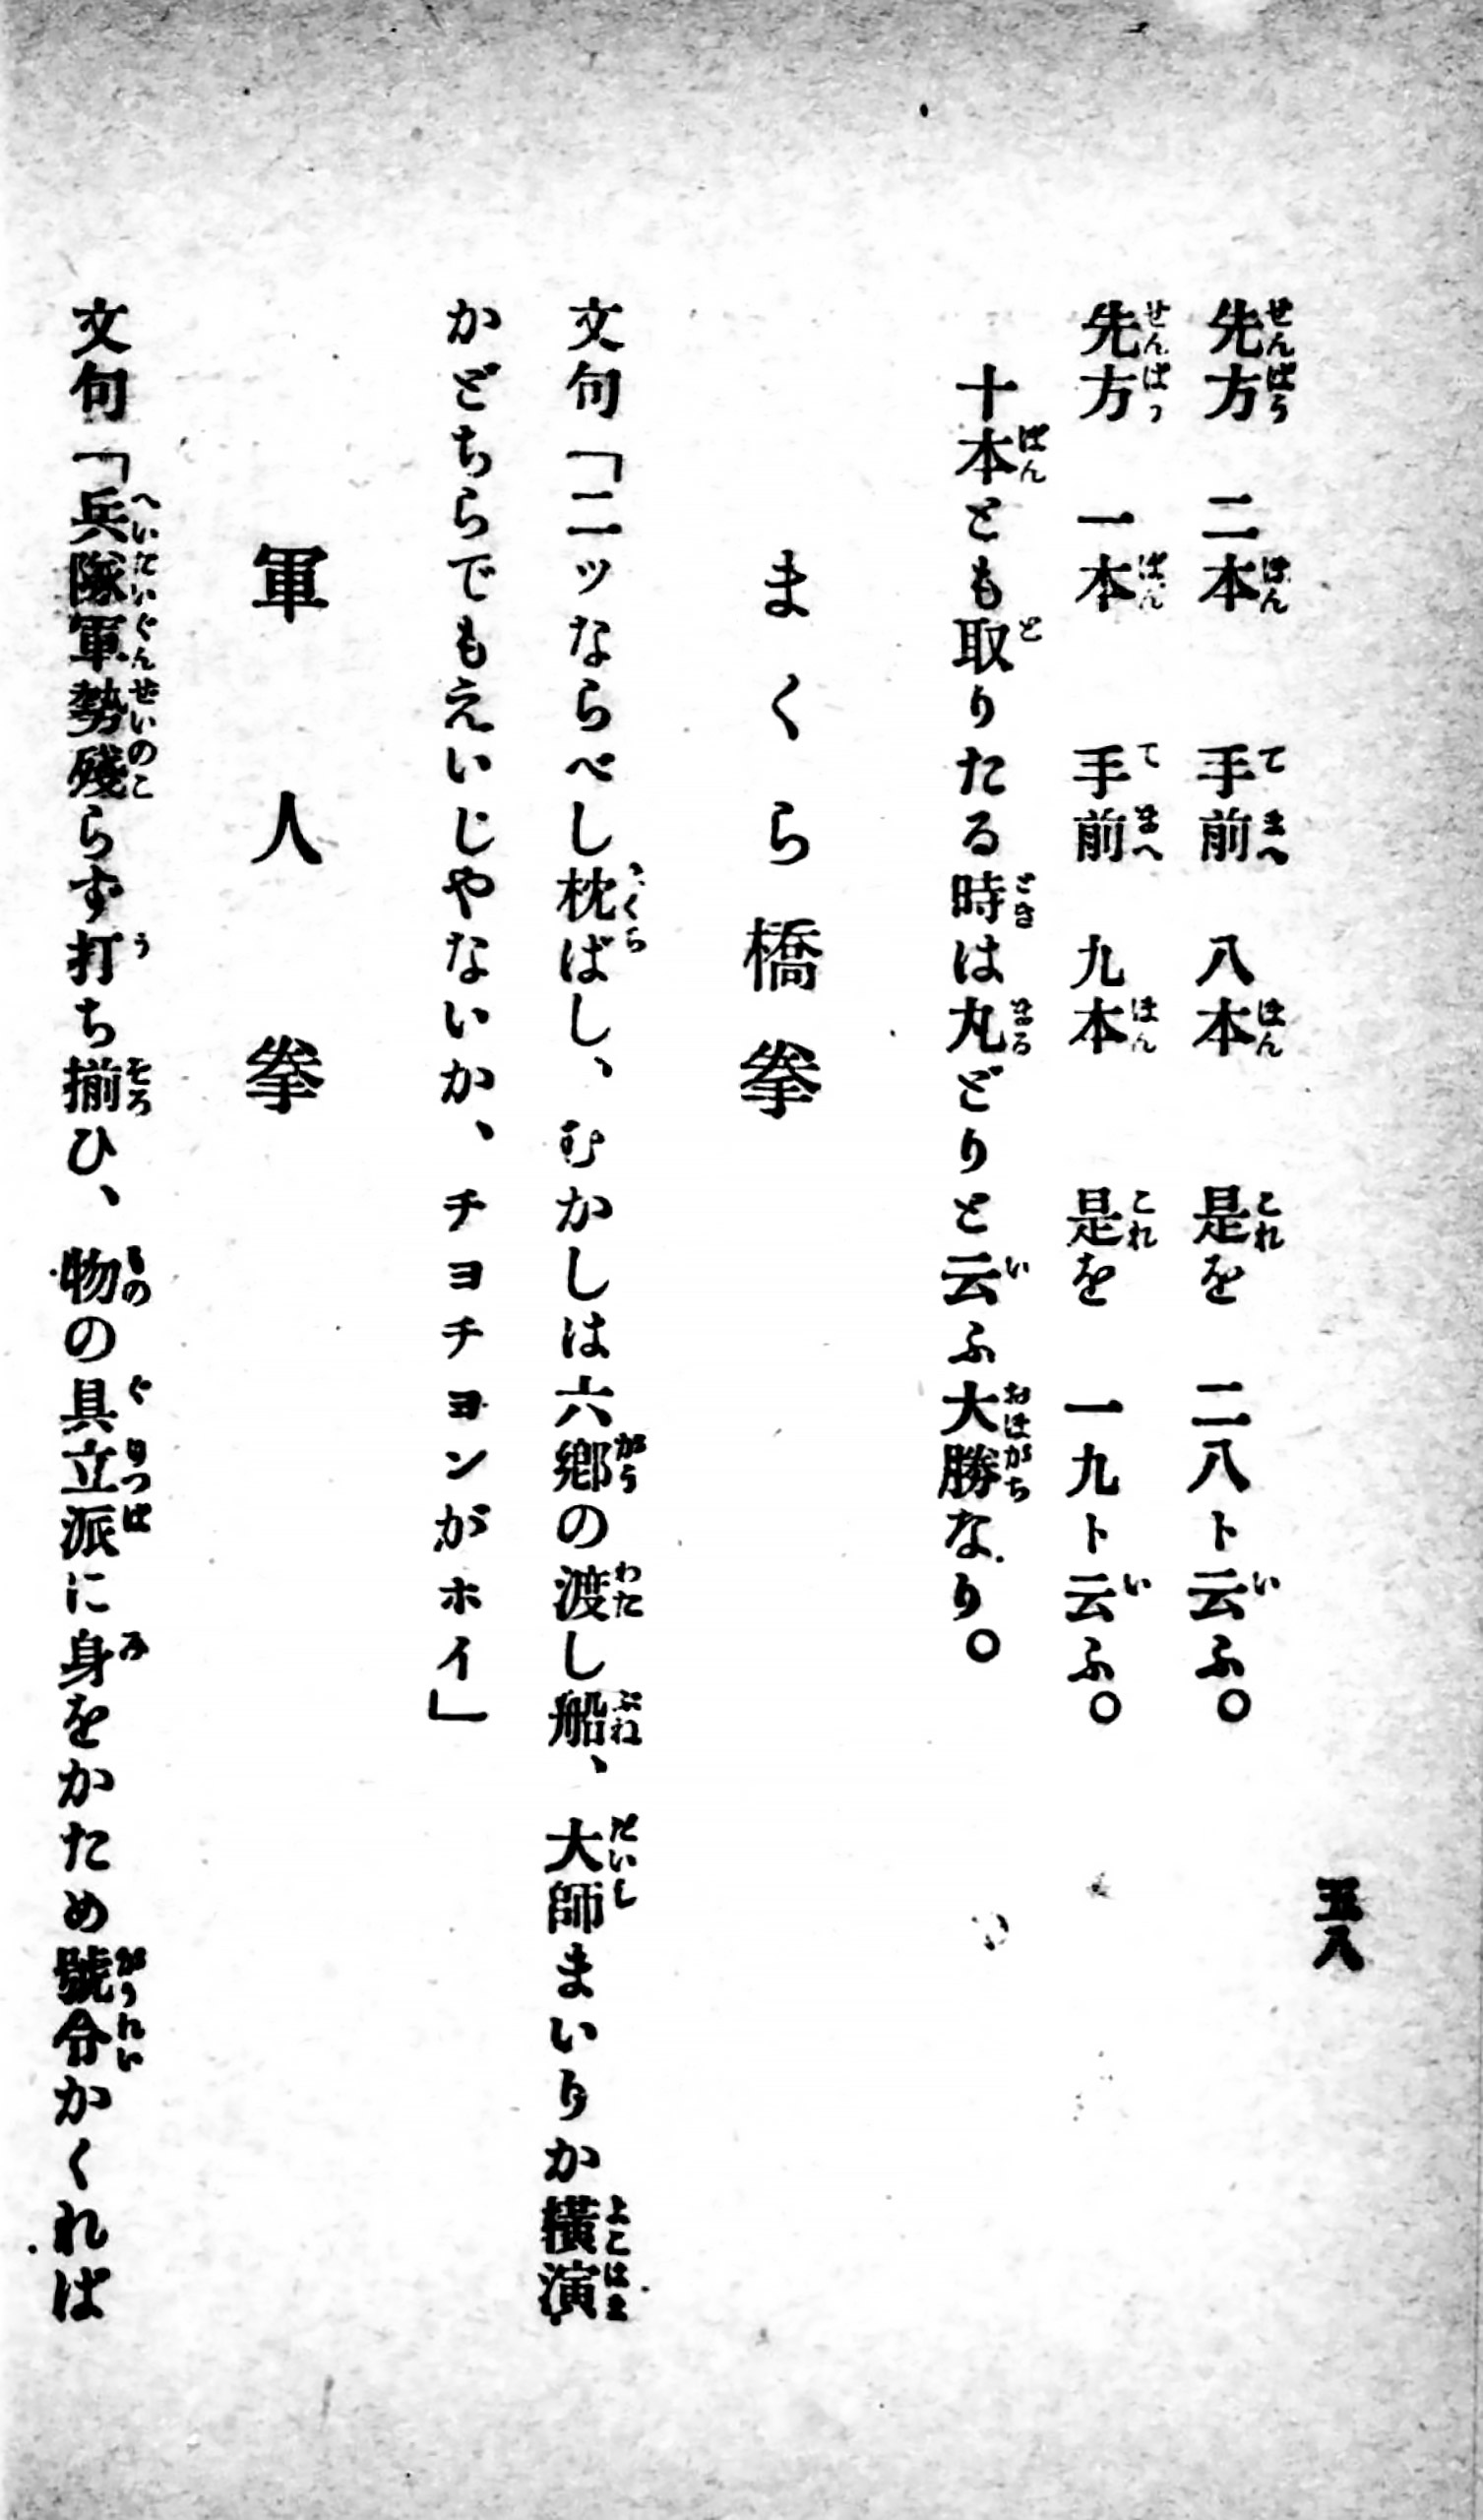 五八
先方　二本　　手前　八本　　是を　二八ト云ふ。
先方　一本　　手前　九本　　是を　一九ト云ふ。
十本とも取りたる時は丸どりと云ふ大勝なり。
まくら橋拳
文句「二ッならべし枕ばし、むかしは六鄕の渡し船、大師まいりか橫演
かどちらでもえいじやないか、チヨチヨンがホイ」
軍人拳
文句「兵隊軍勢殘らず打ち揃ひ、物の具立派に身をかため號令かくれば